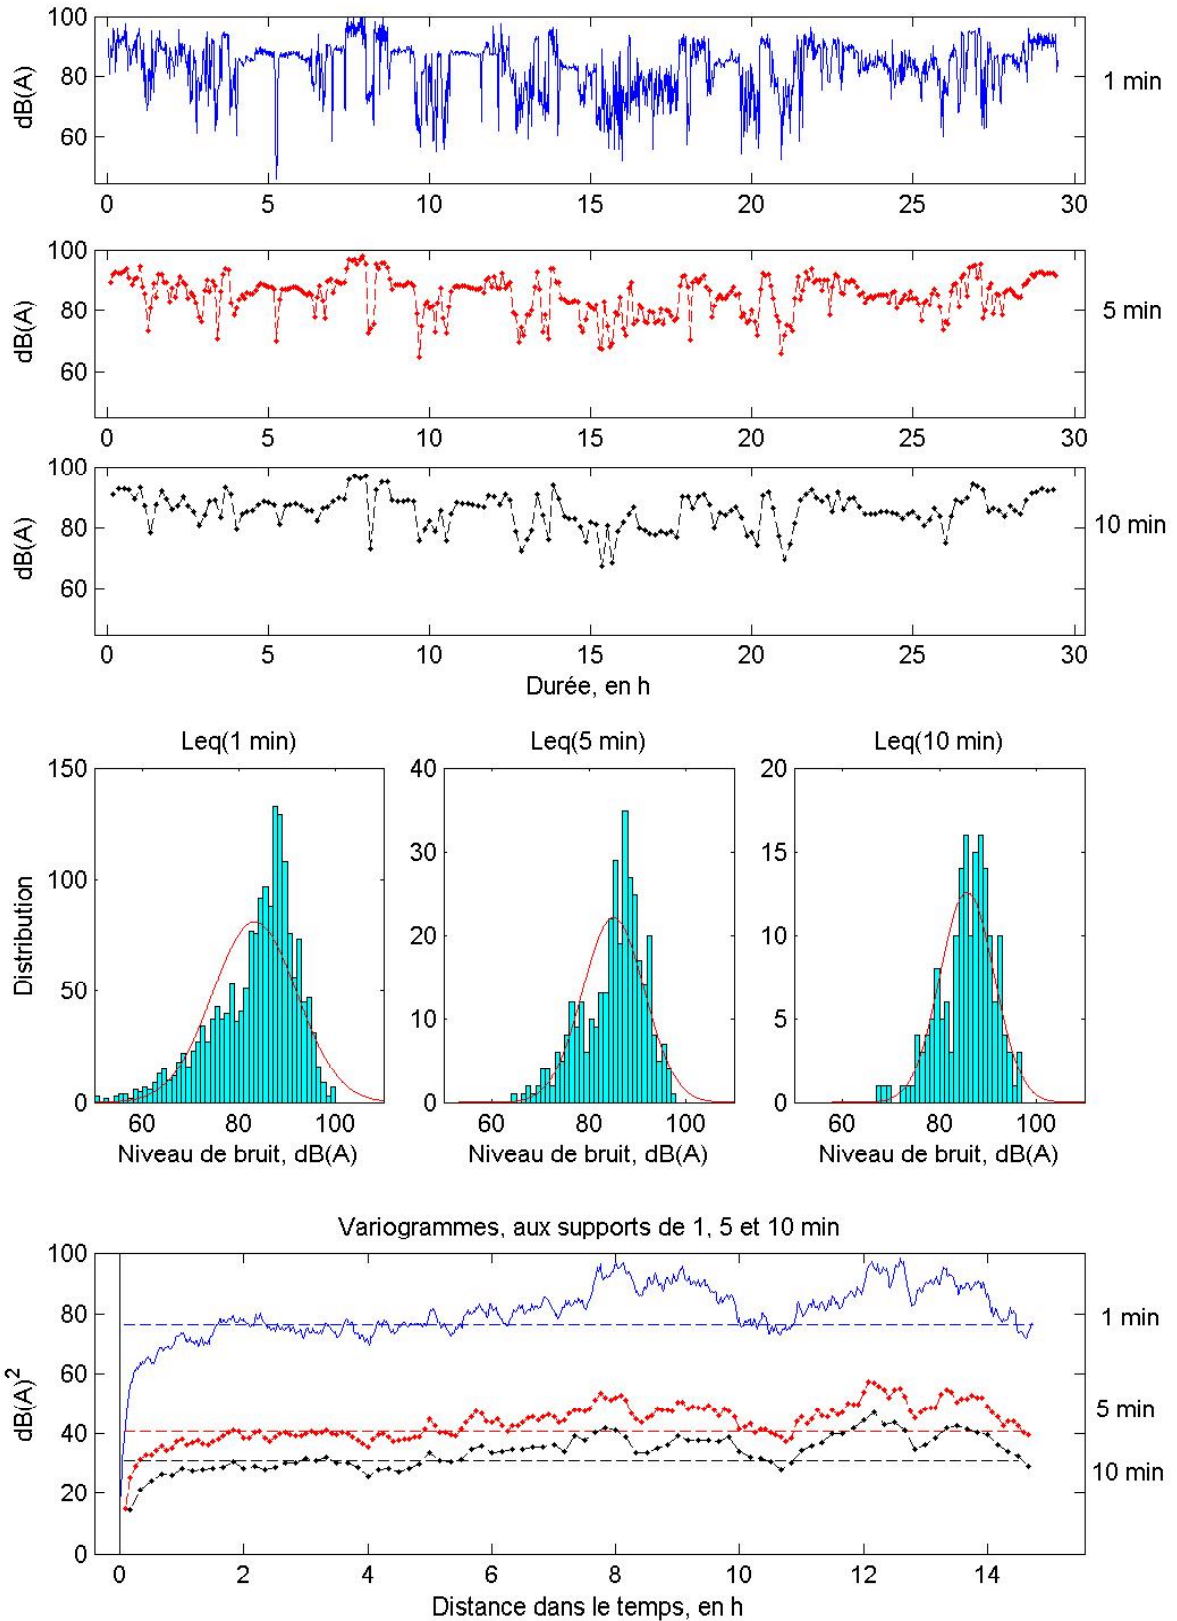 100
80
60
dB(A)
1 min
0 5 10 15 20 25 30
100
80
60
dB(A)
5 min
0 5 10 15 20 25 30
100
80
60
dB(A)
10 min
0 5 10 15 20 25 30
Durée, en h
Leq(1 min)
150
100
50
0
Distribution
60 80 100
Niveau de bruit, dB(A)
Leq(5 min)
40
30
20
10
0
60 80 100
Niveau de bruit, dB(A)
Leq(10 min)
20
15
10
5
0
60 80 100
Niveau de bruit, dB(A)
Variogrammes, aux supports de 1, 5 et 10 min
100
80
60
40
20
0
dB(A)²
1 min
5 min
10 min
0 2 4 6 8 10 12 14
Distance dans le temps, en h